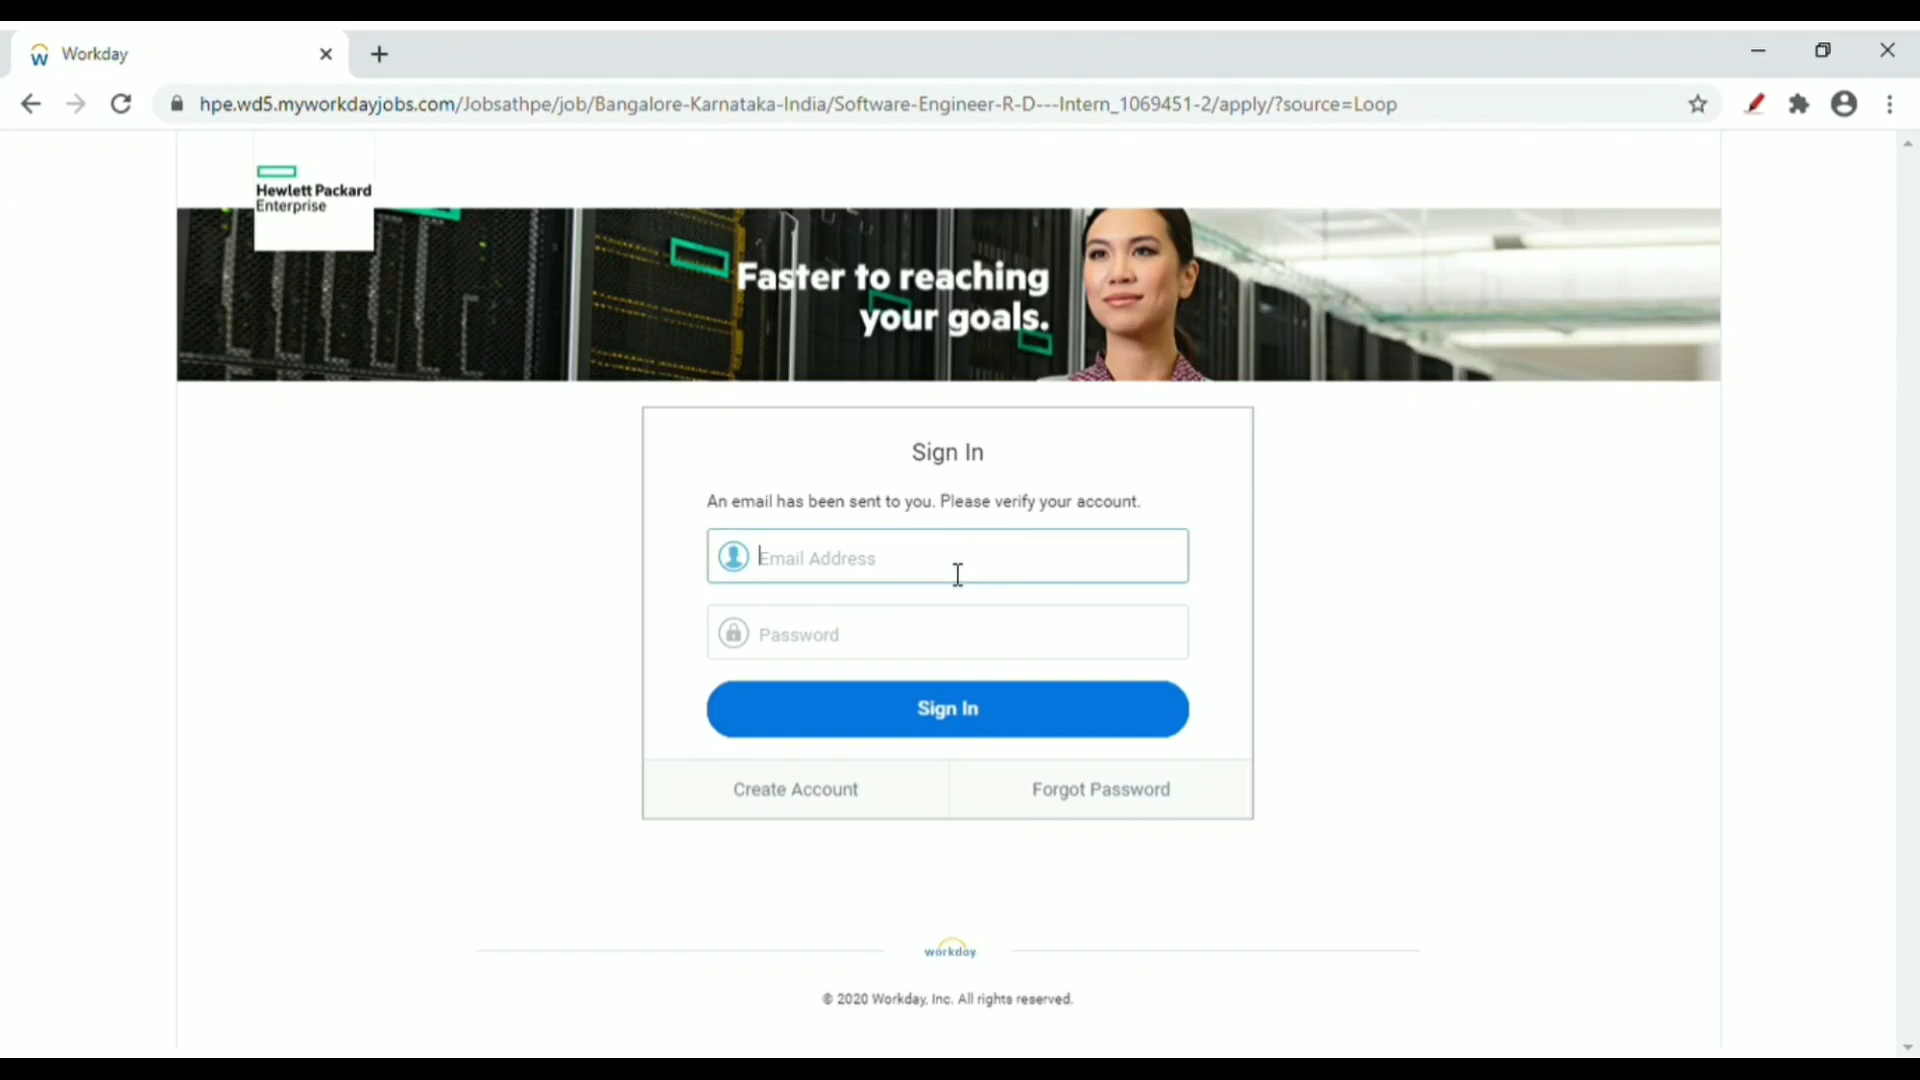 Workday
hpe.wd5.myworkdayjobs.com/Jobsathpe/job/Bangalore-Karnataka-India/Software-Engineer-R-D---Intern_1069451-2/apply/?source=Loop
Hewlett Packard
Enterprise
Faster to reaching
your goals.
Sign In
An email has been sent to you. Please verify your account.
Email Address
Password
Sign In
Create Account
Forgot Password
workday.
© 2020 Workday, Inc. All rights reserved.